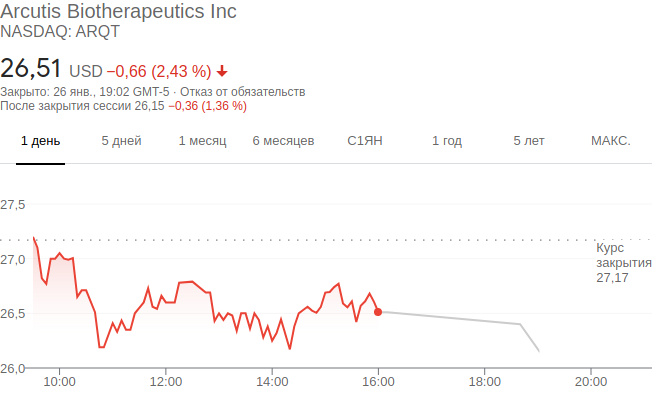 Arcutis Biotherapeutics Inc
NASDAQ: ARQT
26,51 USD −0,66 (2,43 %)
Закрыто: 26 янв., 19:02 GMT-5 · Отказ от обязательств
После закрытия сессии 26,15 −0,36 (1,36 %)
1 день 5 дней 1 месяц 6 месяцев С1ЯН 1 год 5 лет МАКС.
27,5
27,0
26,5
26,0
Курс
закрытия
27,17
10:00 12:00 14:00 16:00 18:00 20:00